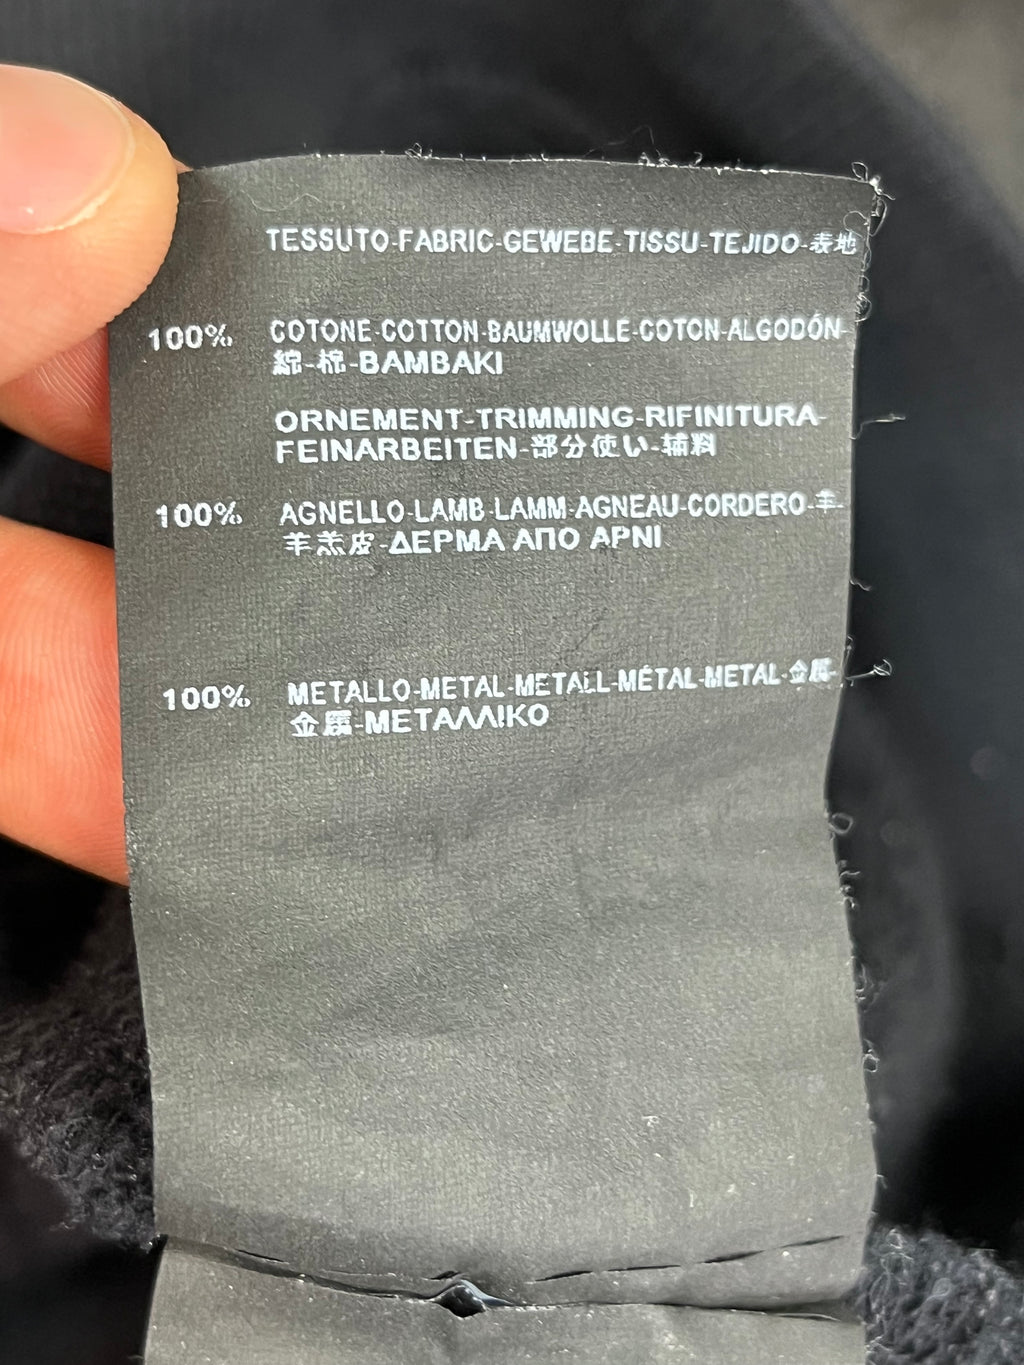 TESSUTO-FABRIC-GEWEBE-TISSU-TEJIDO-表地
100% COTONE-COTTON-BAUMWOLLE-COTON-ALGODÓN-
綿-棉-BAMBAKI
ORNEMENT-TRIMMING-RIFINITURA-
FEINARBEITEN-部分使い-辅料
100% AGNELLO-LAMB-LAMM-AGNEAU-CORDERO-羊-
羊羔皮-ΔΕΡΜΑ ΑΠΟ ΑΡΝΙ
100% METALLO-METAL-METALL-MÉTAL-METAL-金属-
金属-ΜΕΤΑΛΛΙΚΟ